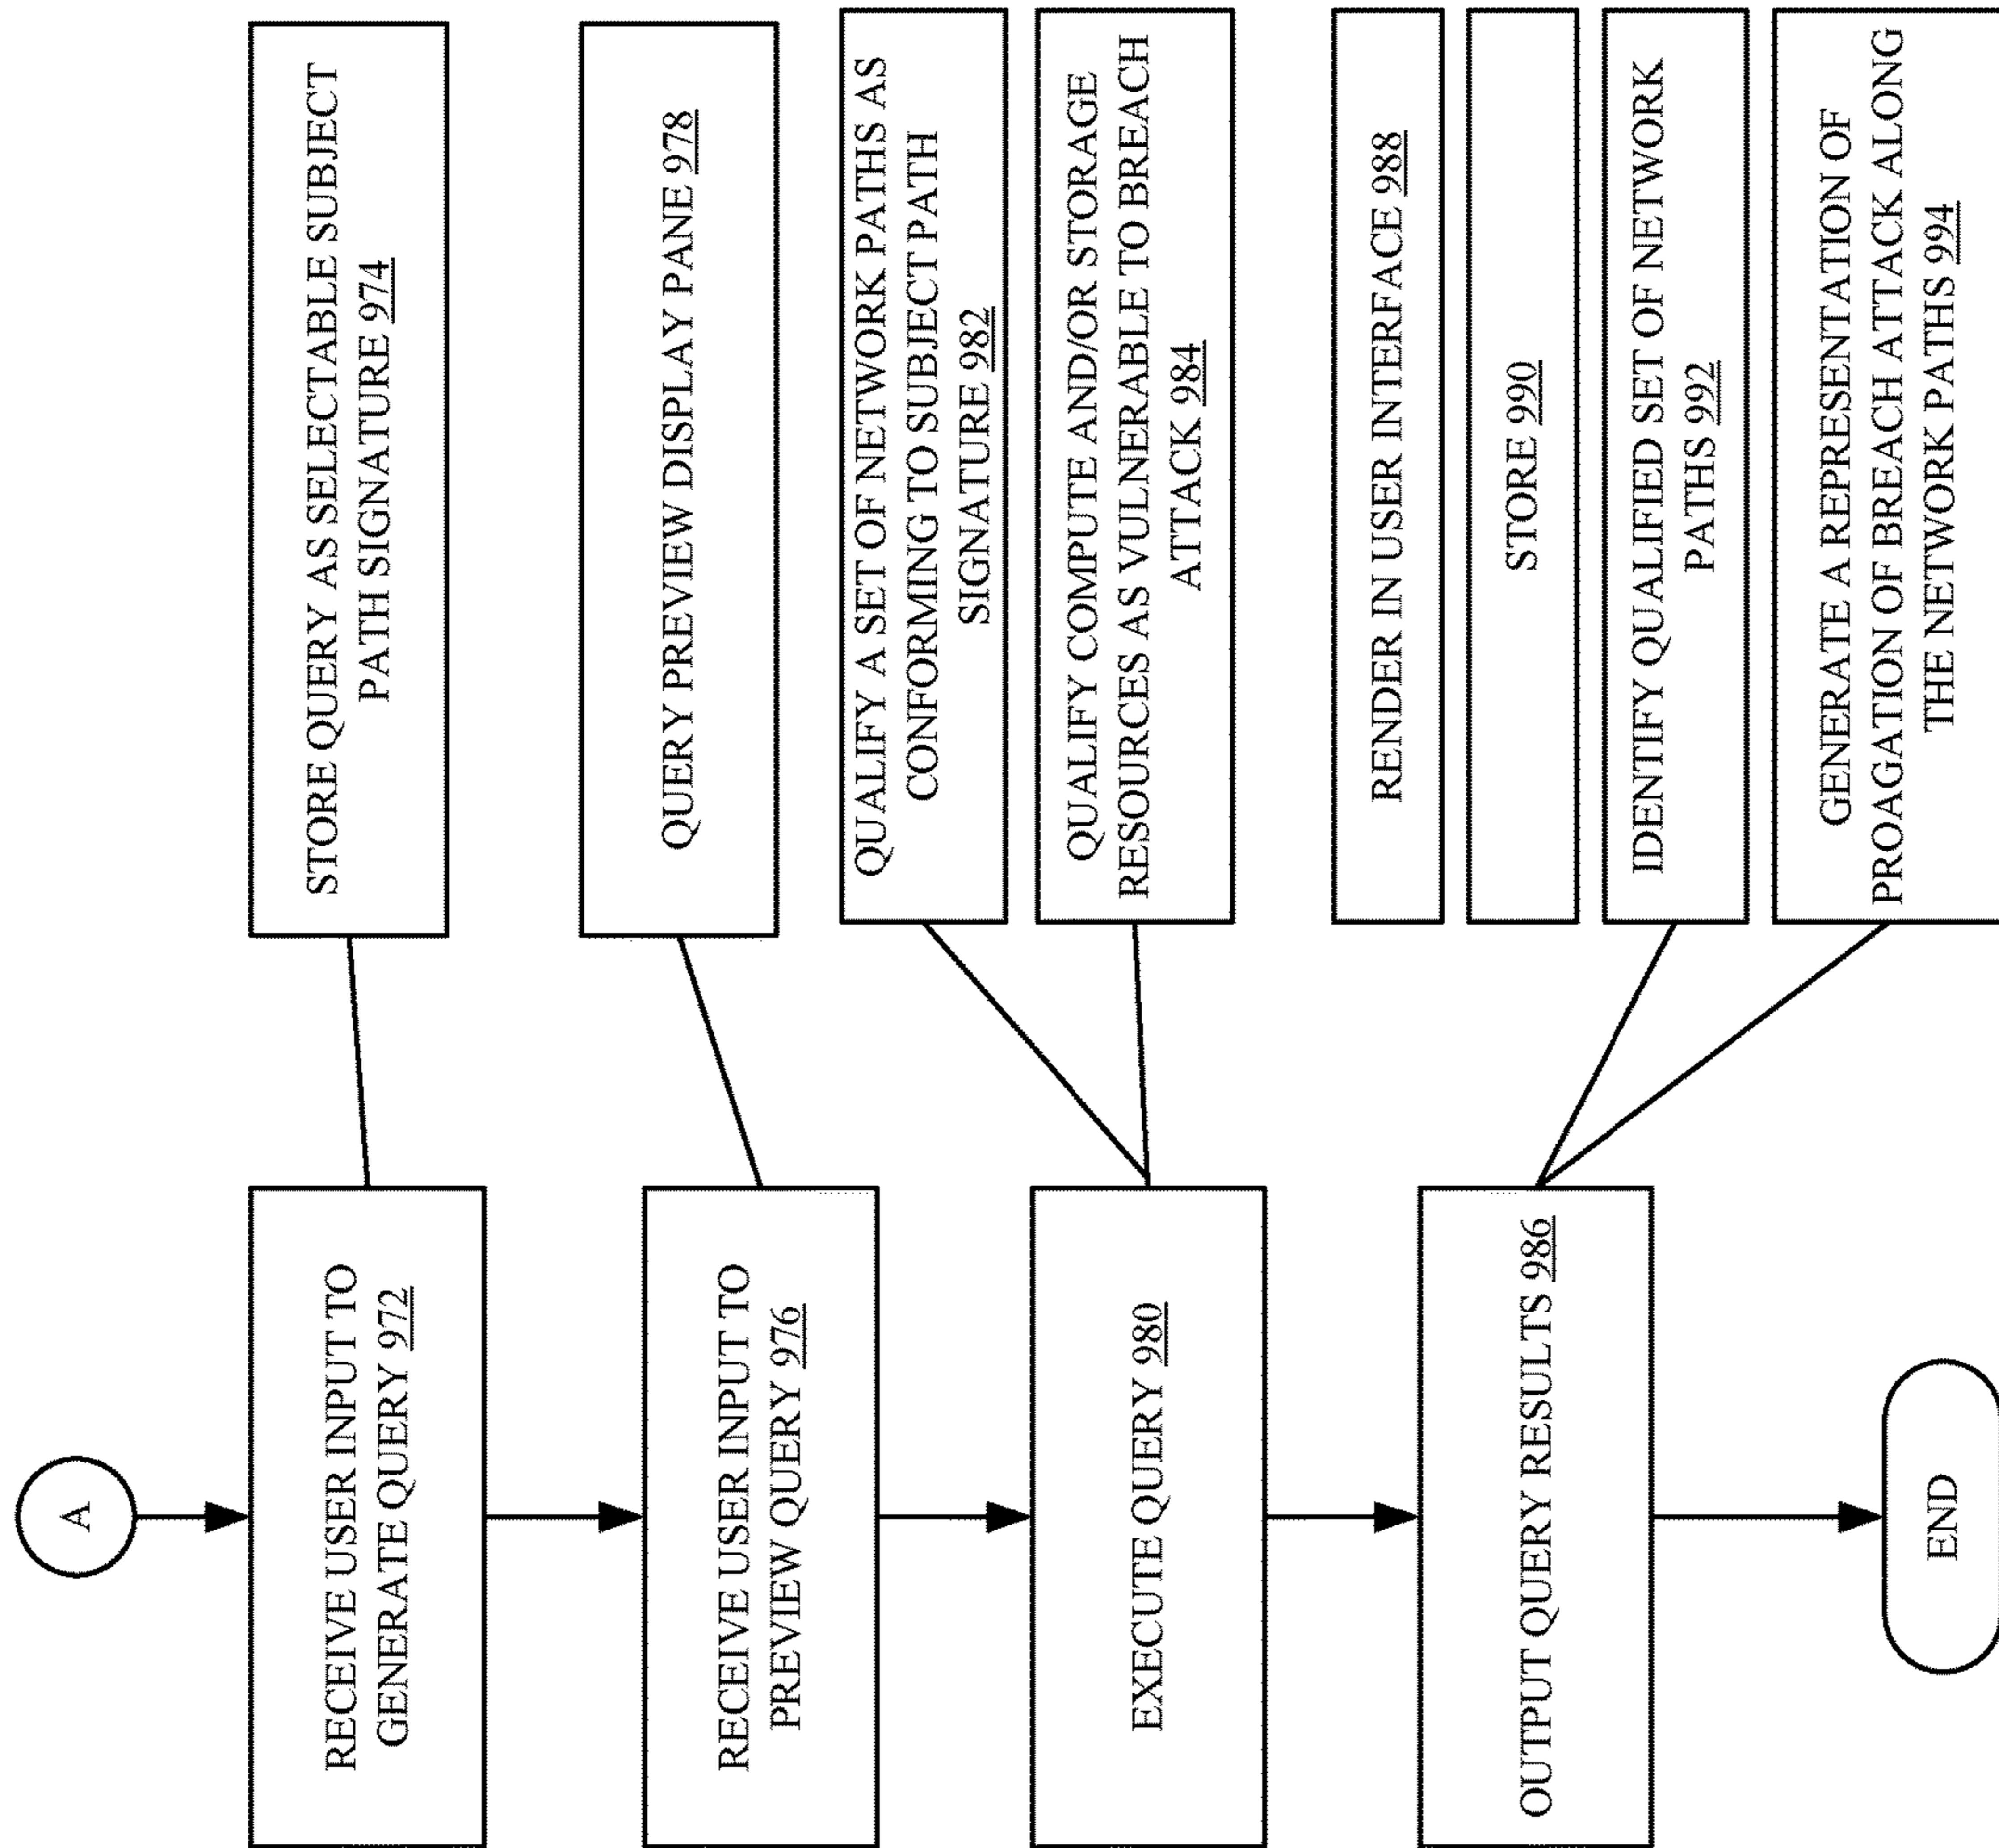 A
RECEIVE USER INPUT TO
GENERATE QUERY 972
STORE QUERY AS SELECTABLE SUBJECT
PATH SIGNATURE 974
RECEIVE USER INPUT TO
PREVIEW QUERY 976
QUERY PREVIEW DISPLAY PANE 978
EXECUTE QUERY 980
QUALIFY A SET OF NETWORK PATHS AS
CONFORMING TO SUBJECT PATH
SIGNATURE 982
QUALIFY COMPUTE AND/OR STORAGE
RESOURCES AS VULNERABLE TO BREACH
ATTACK 984
OUTPUT QUERY RESULTS 986
RENDER IN USER INTERFACE 988
STORE 990
IDENTIFY QUALIFIED SET OF NETWORK
PATHS 992
GENERATE A REPRESENTATION OF
PROAGATION OF BREACH ATTACK ALONG
THE NETWORK PATHS 994
END